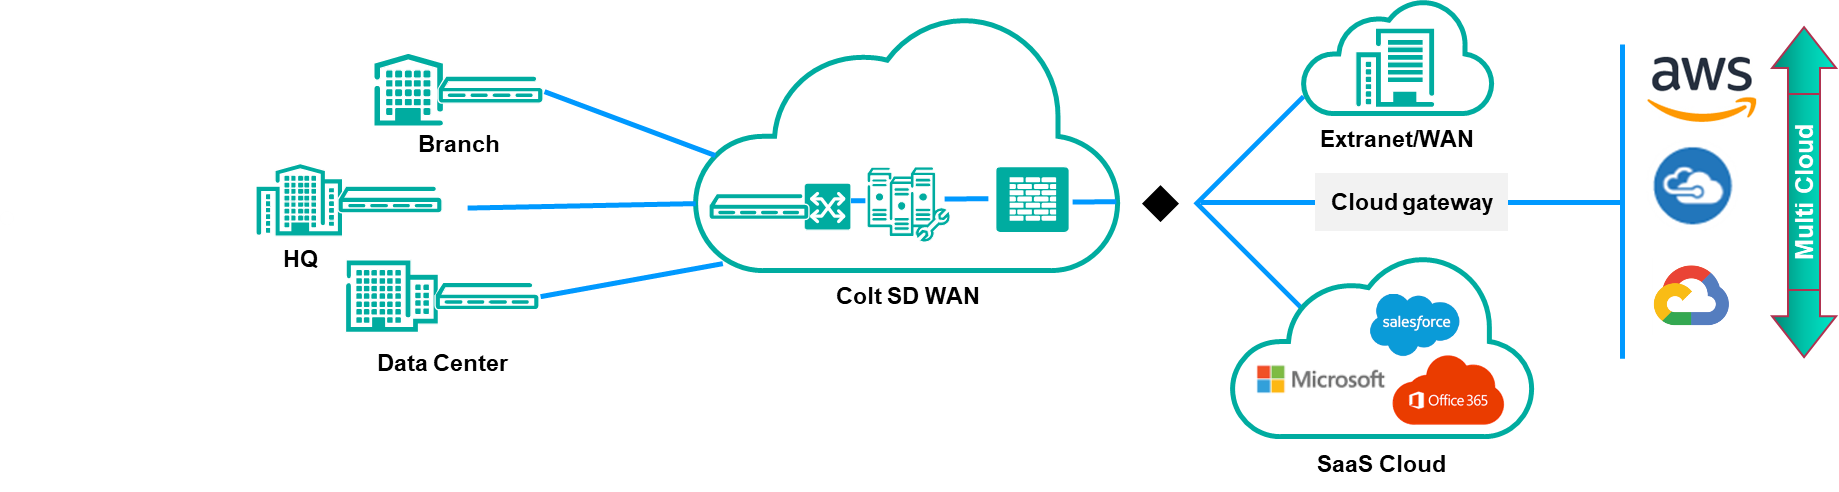 Branch
HQ
Data Center
Colt SD WAN
Extranet/WAN
Cloud gateway
salesforce
Microsoft
Office 365
SaaS Cloud
aws
Multi Cloud